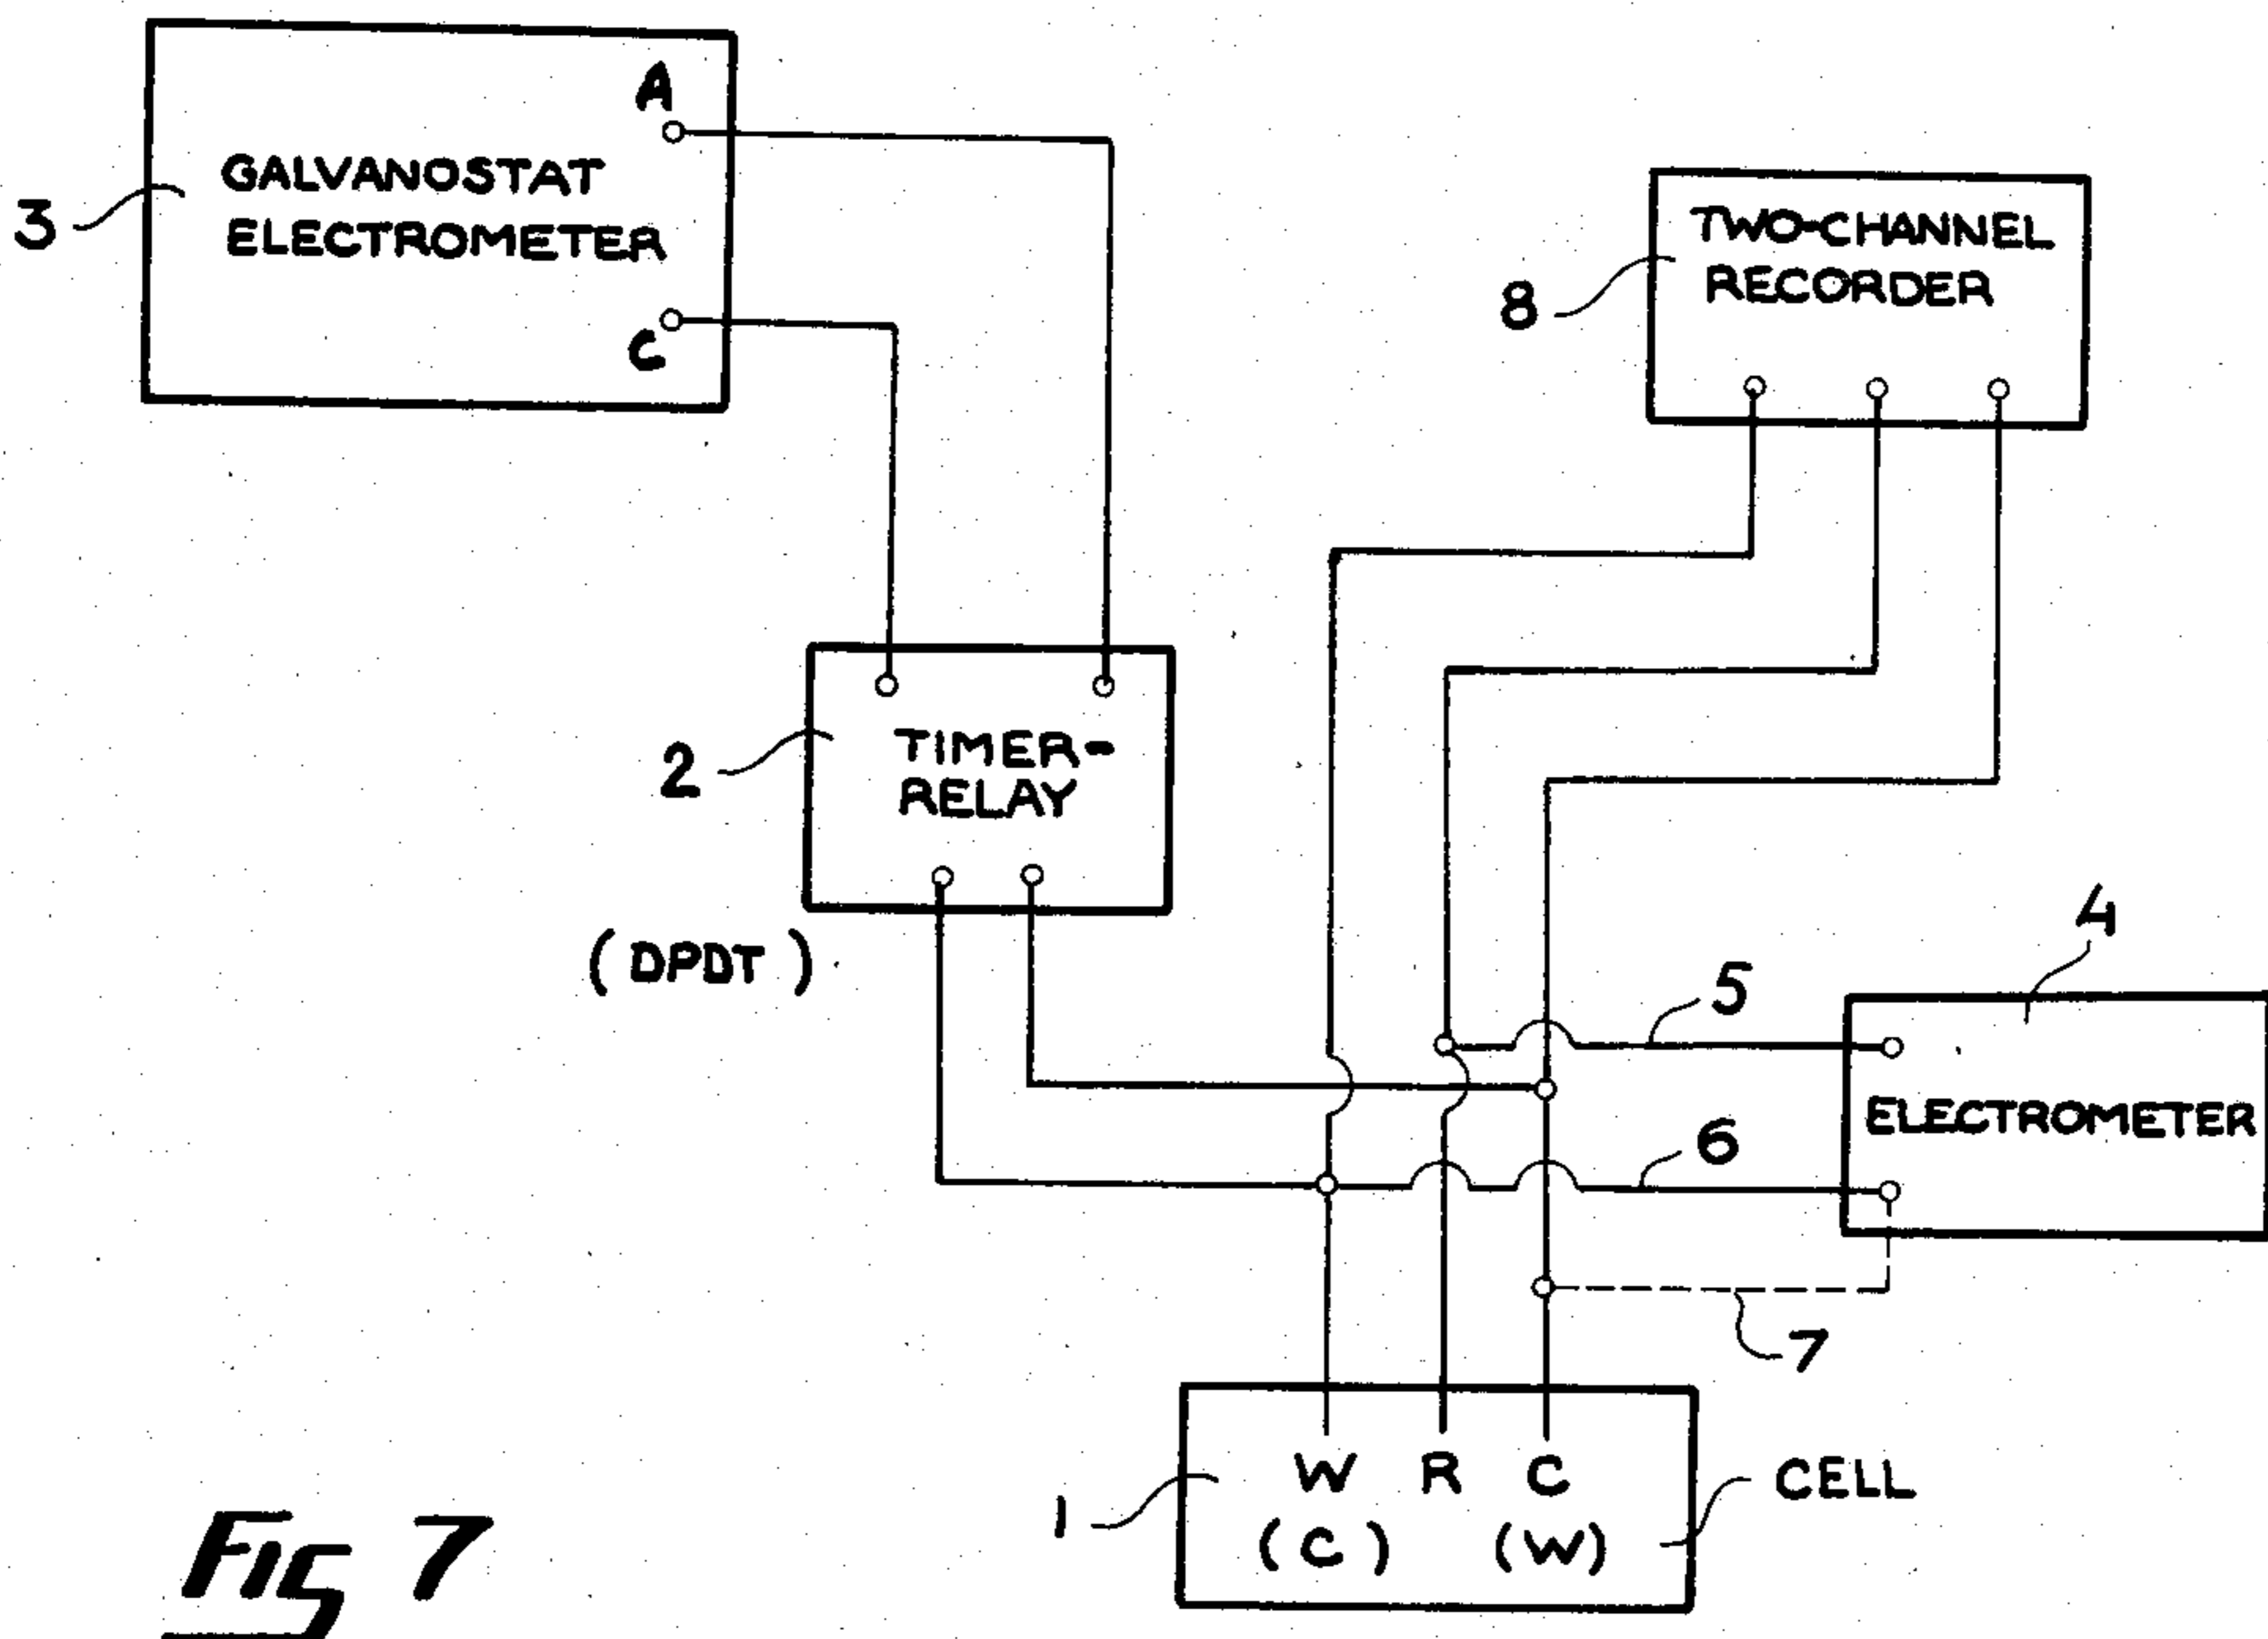 A
GALVANOSTAT
ELECTROMETER
3
C
TWO-CHANNEL
RECORDER
8
TIMER-
RELAY
2
(DPDT)
4
5
ELECTROMETER
6
7
W R C
(C) (W)
CELL
1
FIG 7